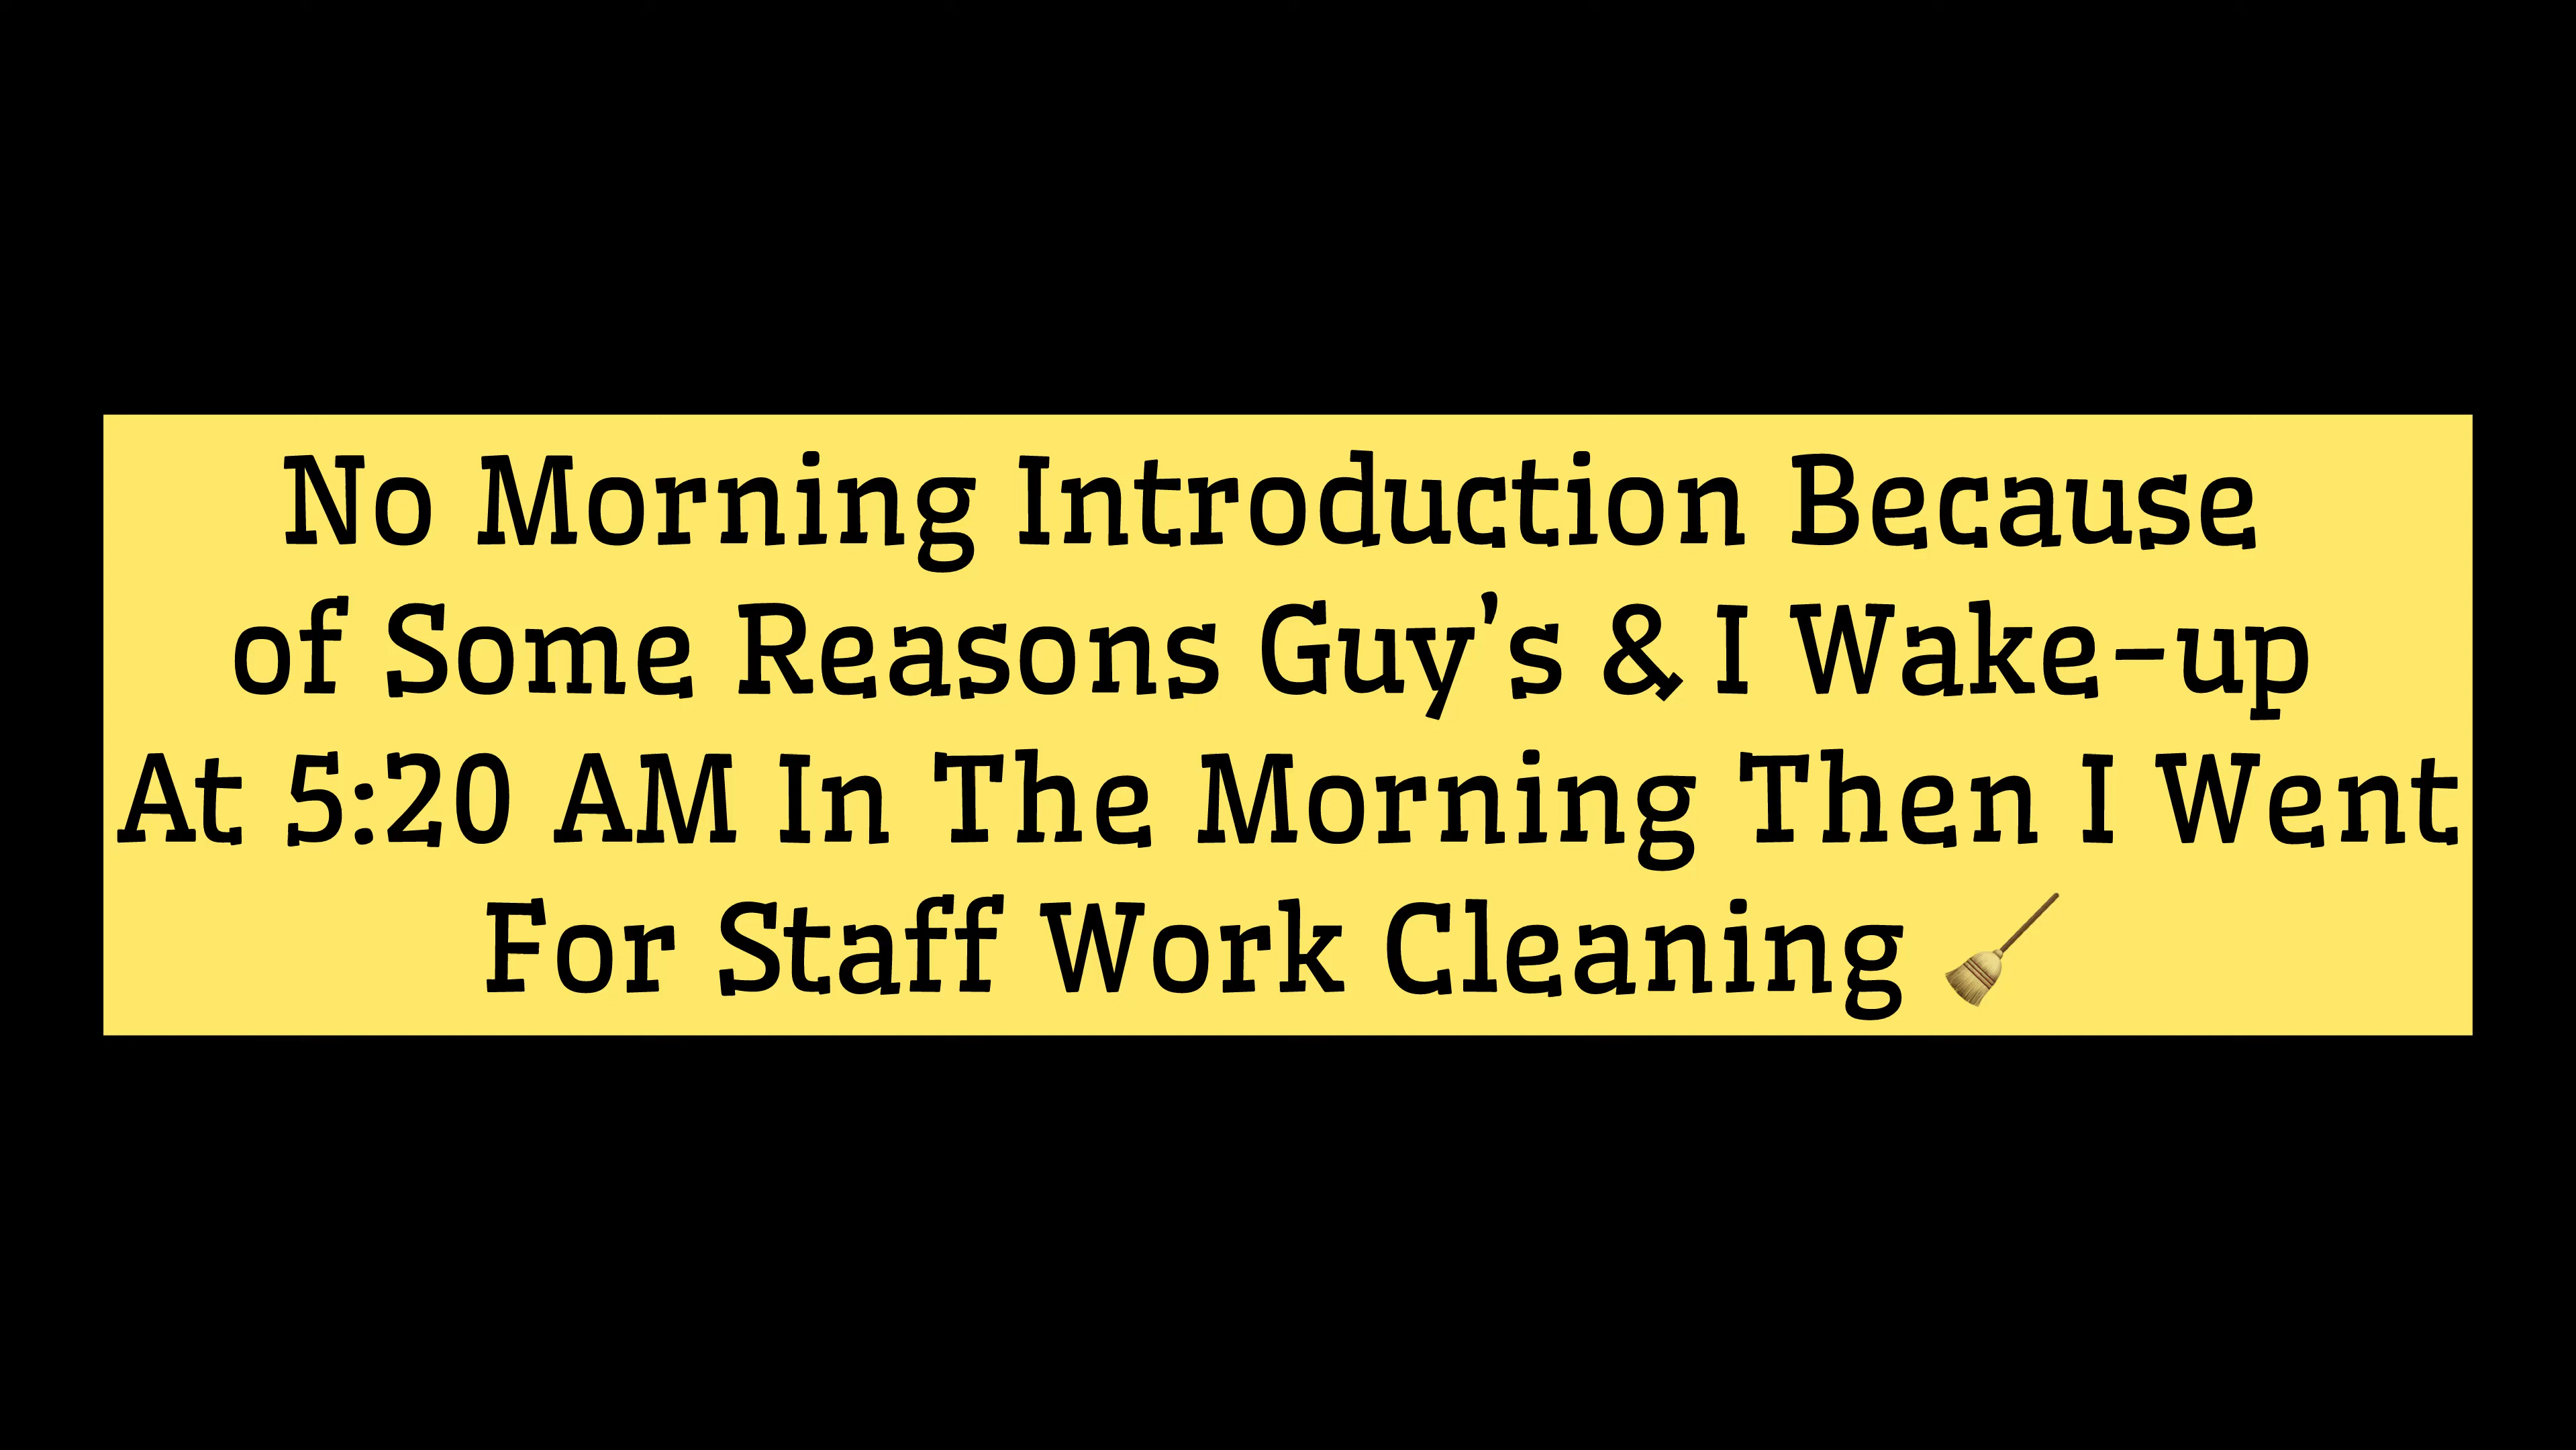 No Morning Introduction Because
of Some Reasons Guy's & I Wake-up
At 5:20 AM In The Morning Then I Went
For Staff Work Cleaning 🧹